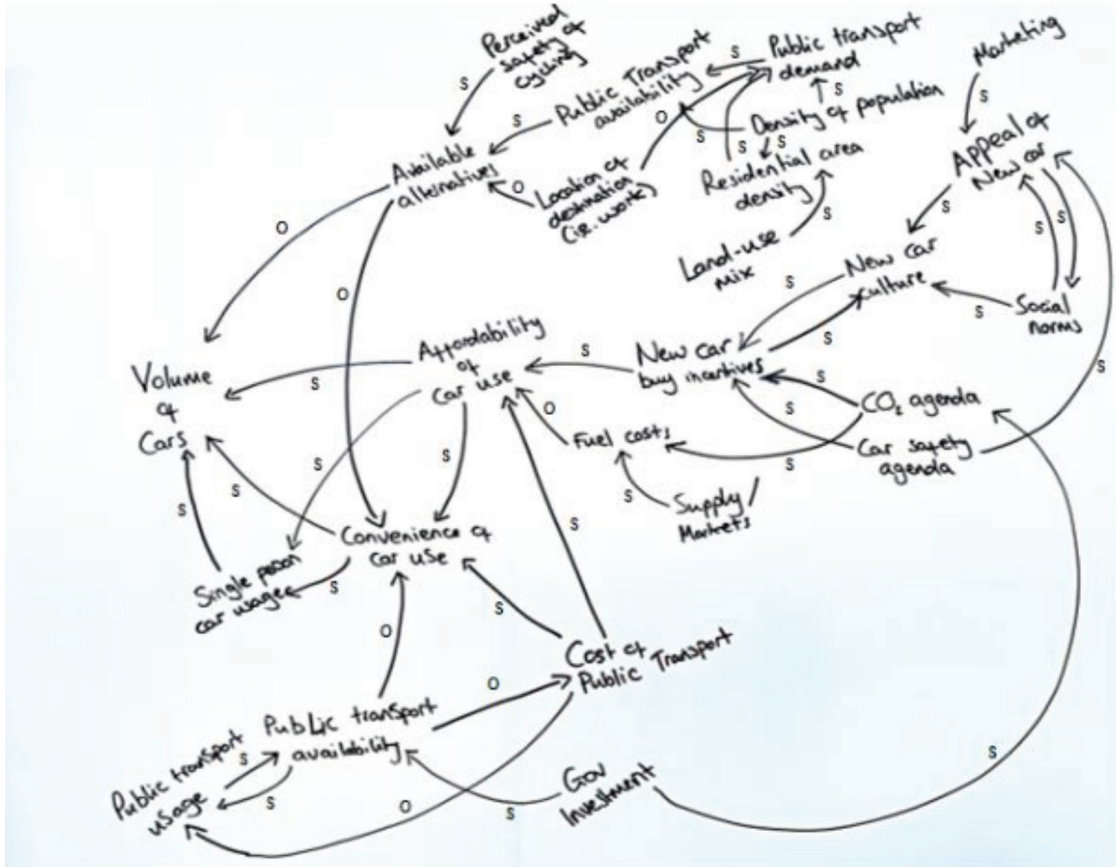 Perceived
safety of
cycling
S
Public Transport
availability
S
S
Public transport
demand
S
Density of population
S
S
S
O
Residential area
density
S
Land-use
mix
Location of
destination
(ie. work)
O
Available
alternatives
O
O
Marketing
S
Appeal of
New car
S
S
S
S
New car
culture
S
S
S
Social
norms
Volume
of
Cars
S
Affordability
of
car use
S
New car
buy incentives
S
S
CO₂ agenda
Car safety
agenda
O
Fuel costs
S
S
Supply
Markets
S
S
S
S
Convenience of
car use
S
S
Single person
car usage
S
O
Cost of
Public Transport
O
Public transport
availability
S
S
Public transport
usage
O
S
Gov
Investment
S